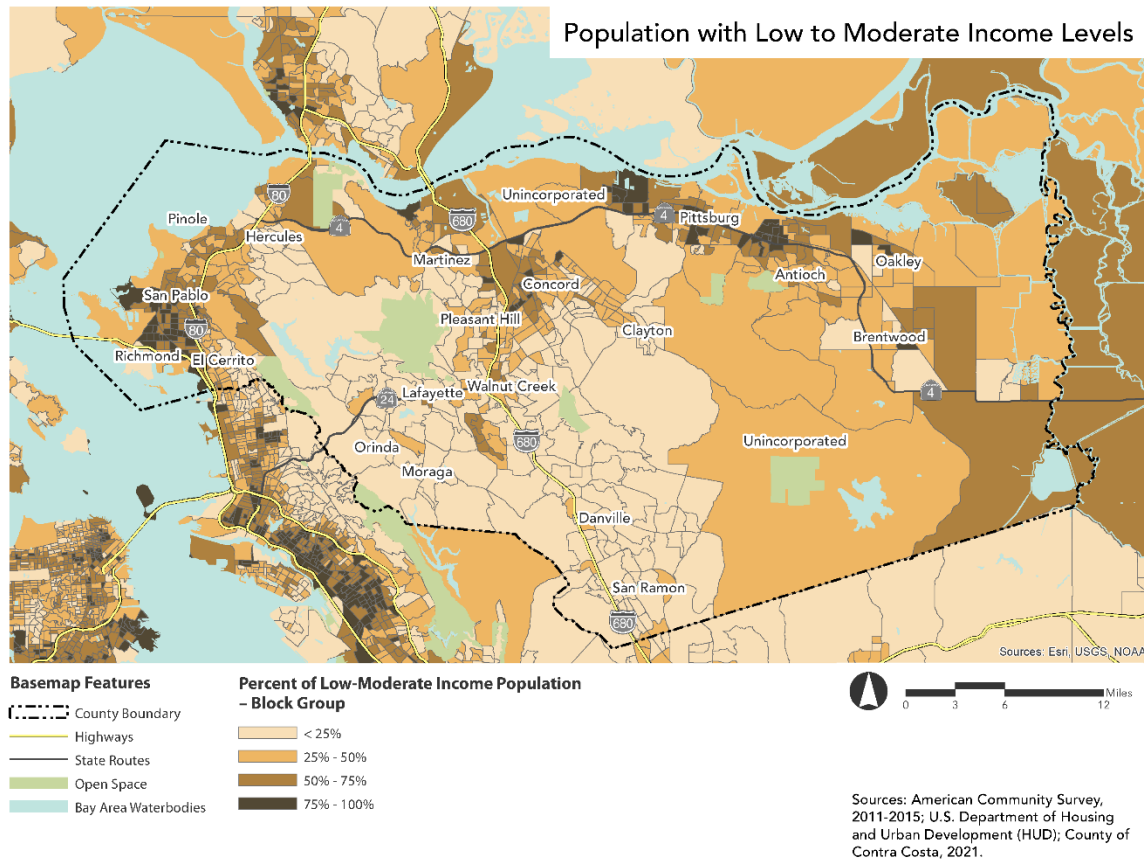 Population with Low to Moderate Income Levels
Unincorporated
80
Pinole
4
Pittsburg
680
Hercules
4
Martinez
Oakley
Antioch
Concord
San Pablo
Pleasant Hill
80
Clayton
Brentwood
Richmond
El Cerrito
Walnut Creek
4
24
Lafayette
680
Unincorporated
Orinda
Moraga
Danville
San Ramon
680
Sources: Esri, USGS, NOAA
Basemap Features
County Boundary
Highways
State Routes
Open Space
Bay Area Waterbodies
Percent of Low-Moderate Income Population
– Block Group
< 25%
25% - 50%
50% - 75%
75% - 100%
Miles
0 3 6 12
Sources: American Community Survey,
2011-2015; U.S. Department of Housing
and Urban Development (HUD); County of
Contra Costa, 2021.